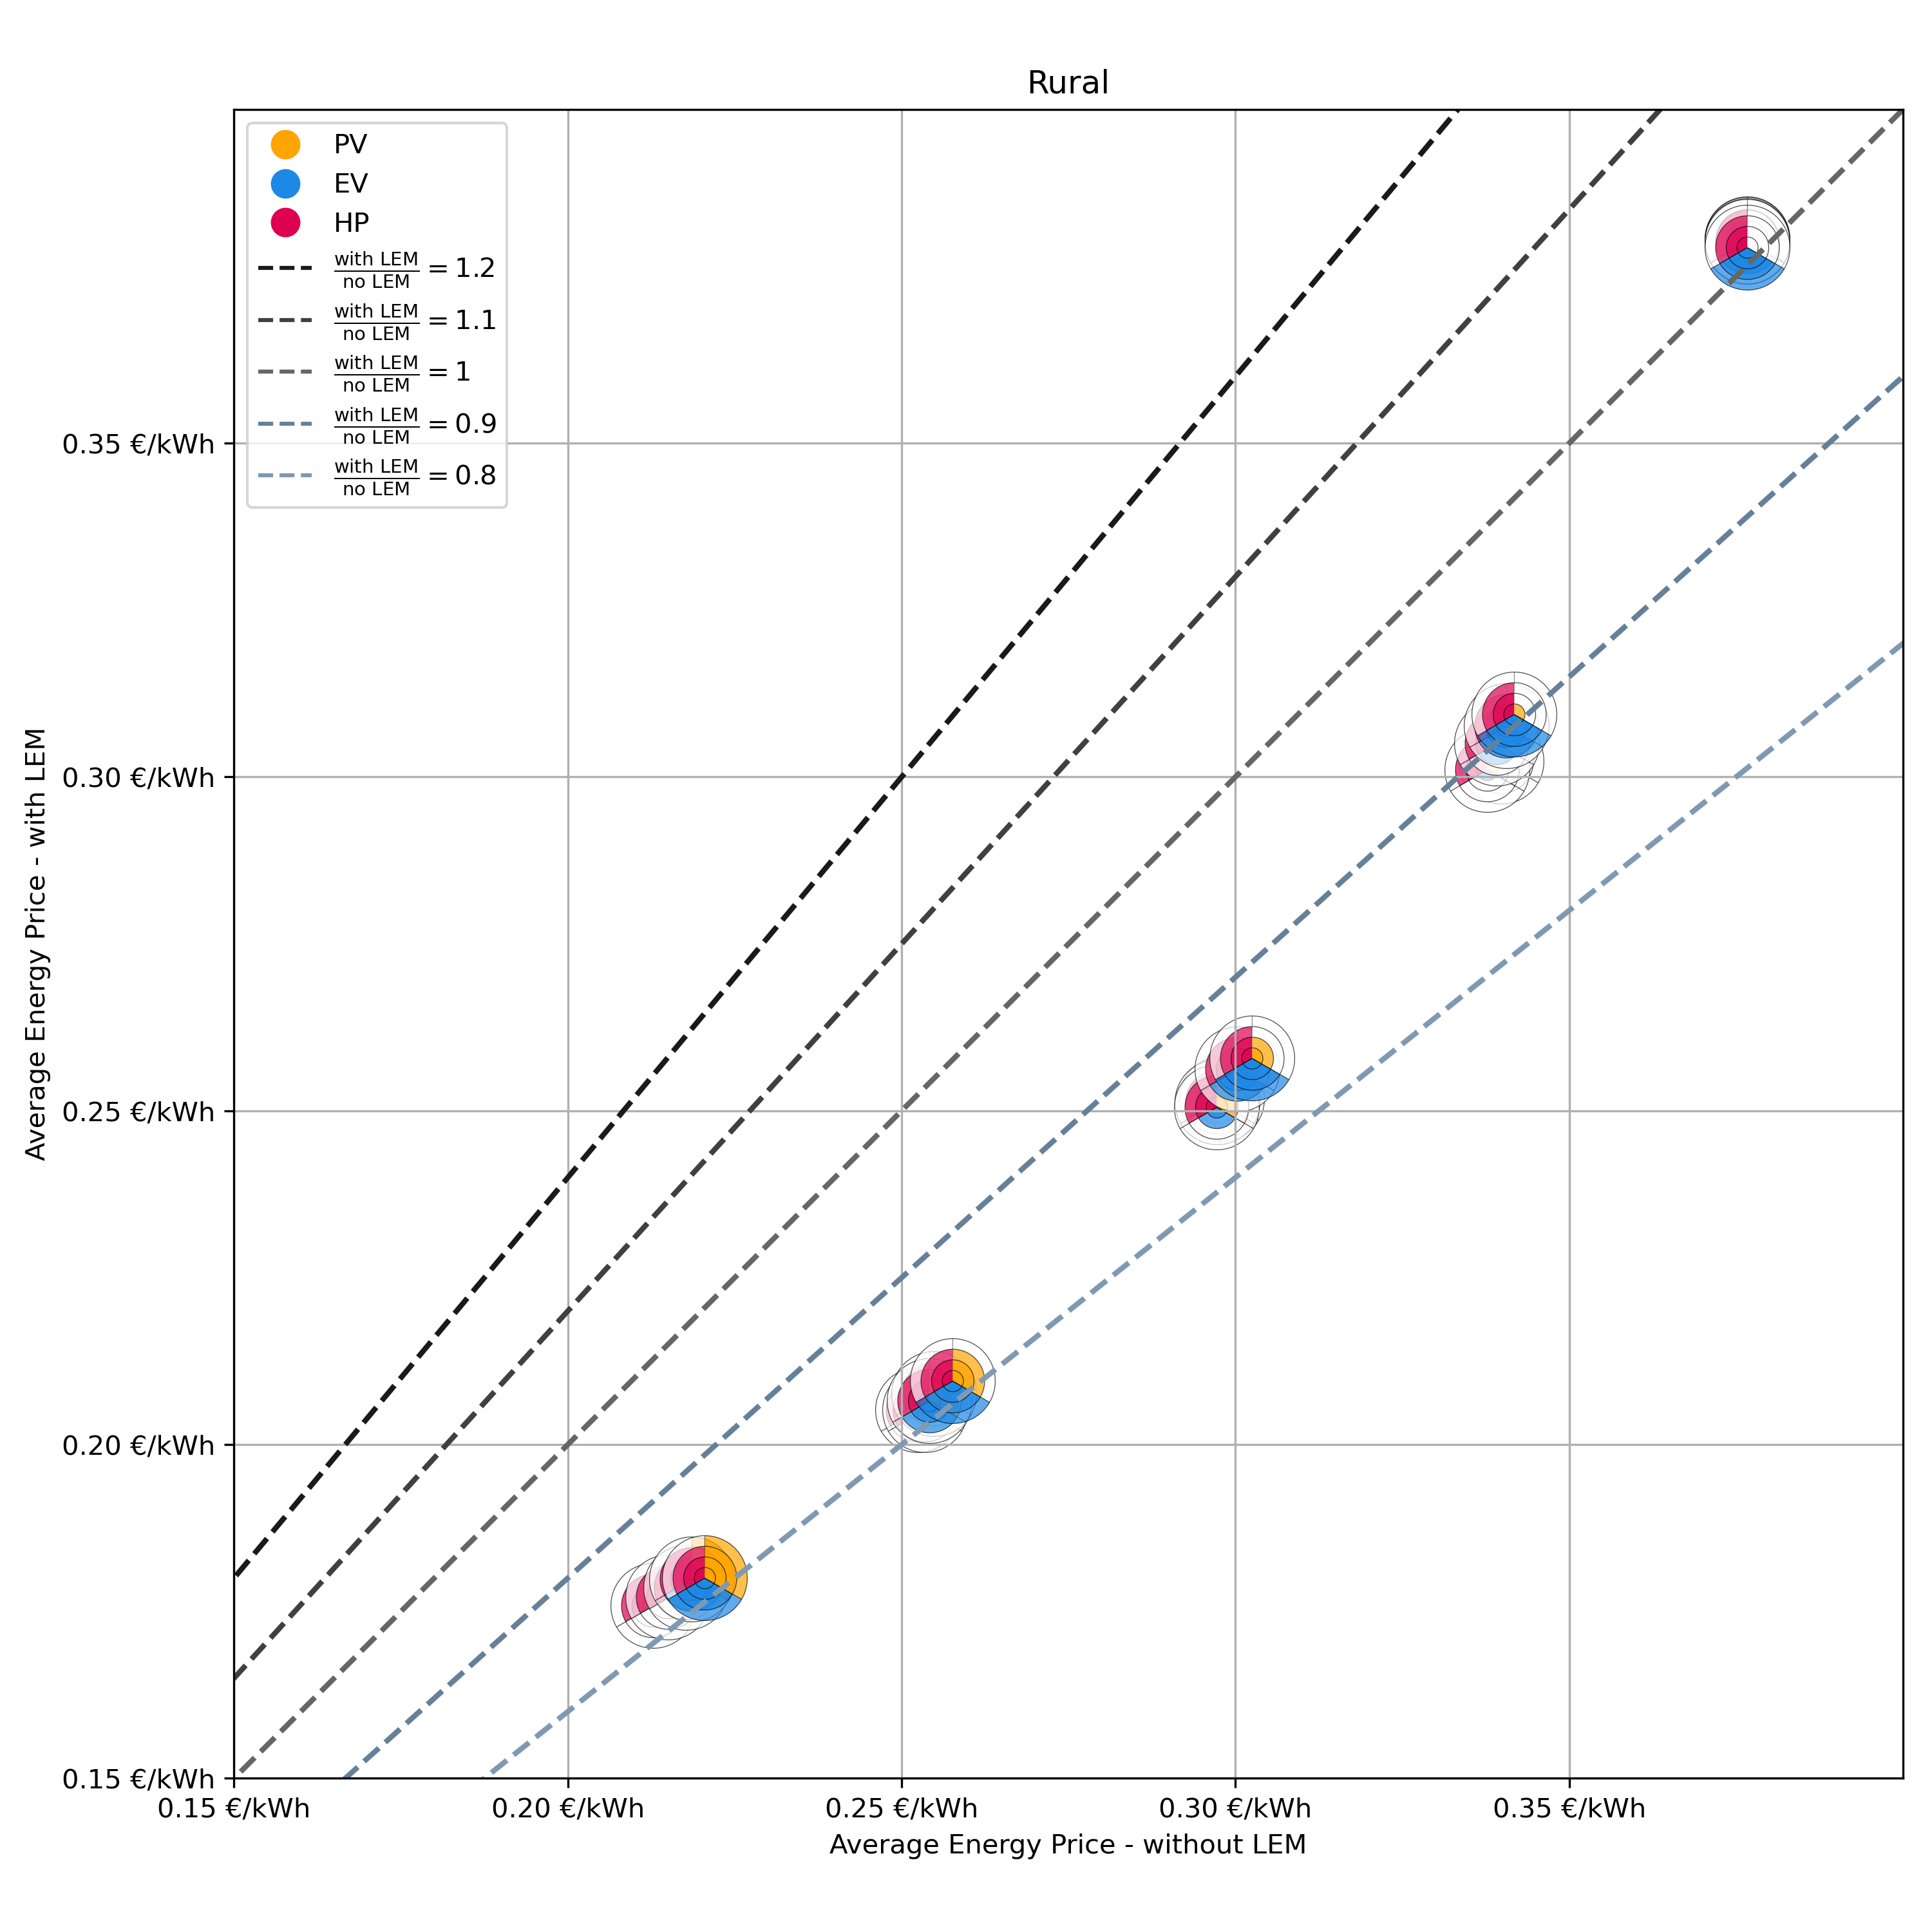 Rural
PV
EV
HP
with LEM
no LEM = 1.2
with LEM
no LEM = 1.1
with LEM
no LEM = 1
with LEM
no LEM = 0.9
with LEM
no LEM = 0.8
Average Energy Price - with LEM
0.35 €/kWh
0.30 €/kWh
0.25 €/kWh
0.20 €/kWh
0.15 €/kWh
0.15 €/kWh
0.20 €/kWh
0.25 €/kWh
0.30 €/kWh
0.35 €/kWh
Average Energy Price - without LEM